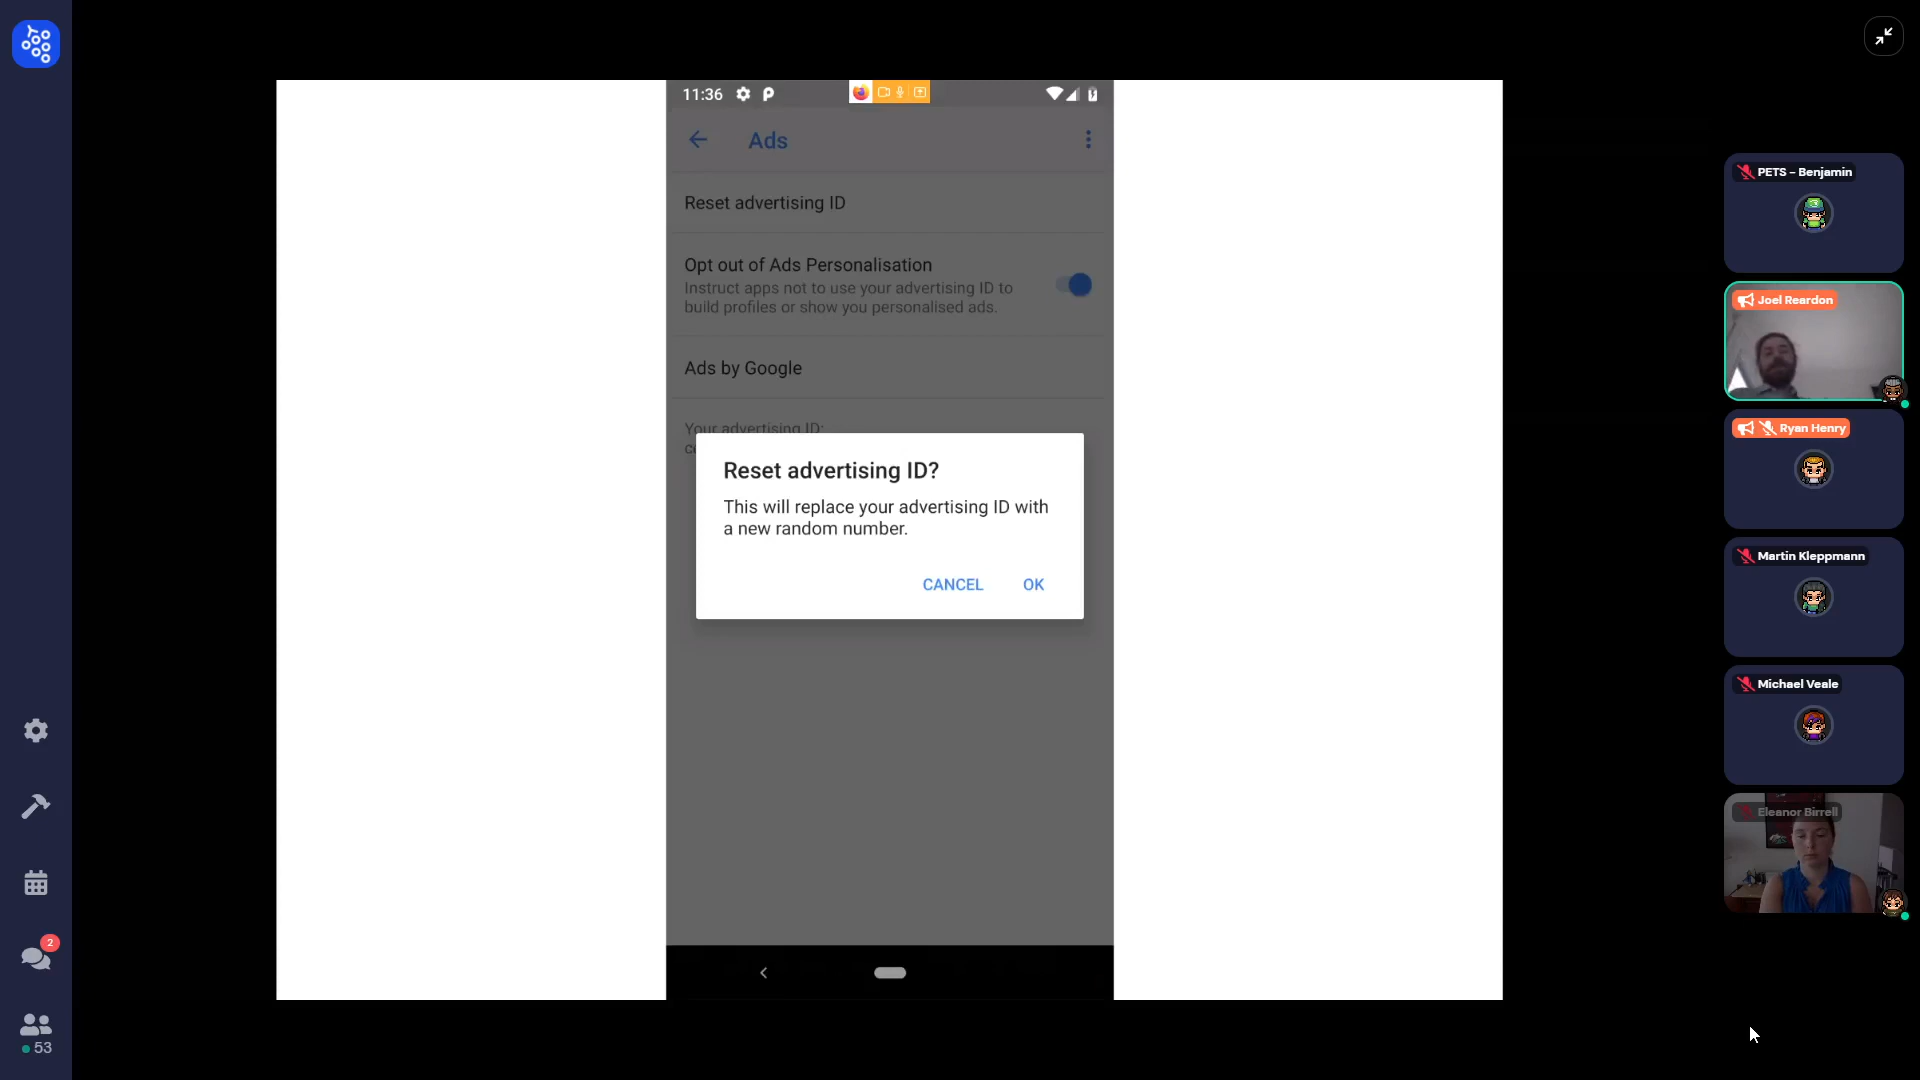 11:36
Ads
Reset advertising ID
Opt out of Ads Personalisation
Instruct apps not to use your advertising ID to
build profiles or show you personalised ads.
Ads by Google
Your advertising ID:
Reset advertising ID?
This will replace your advertising ID with
a new random number.
CANCEL OK
PETS - Benjamin
Joel Reardon
Ryan Henry
Martin Kleppmann
Michael Veale
Eleanor Birrell
2
53